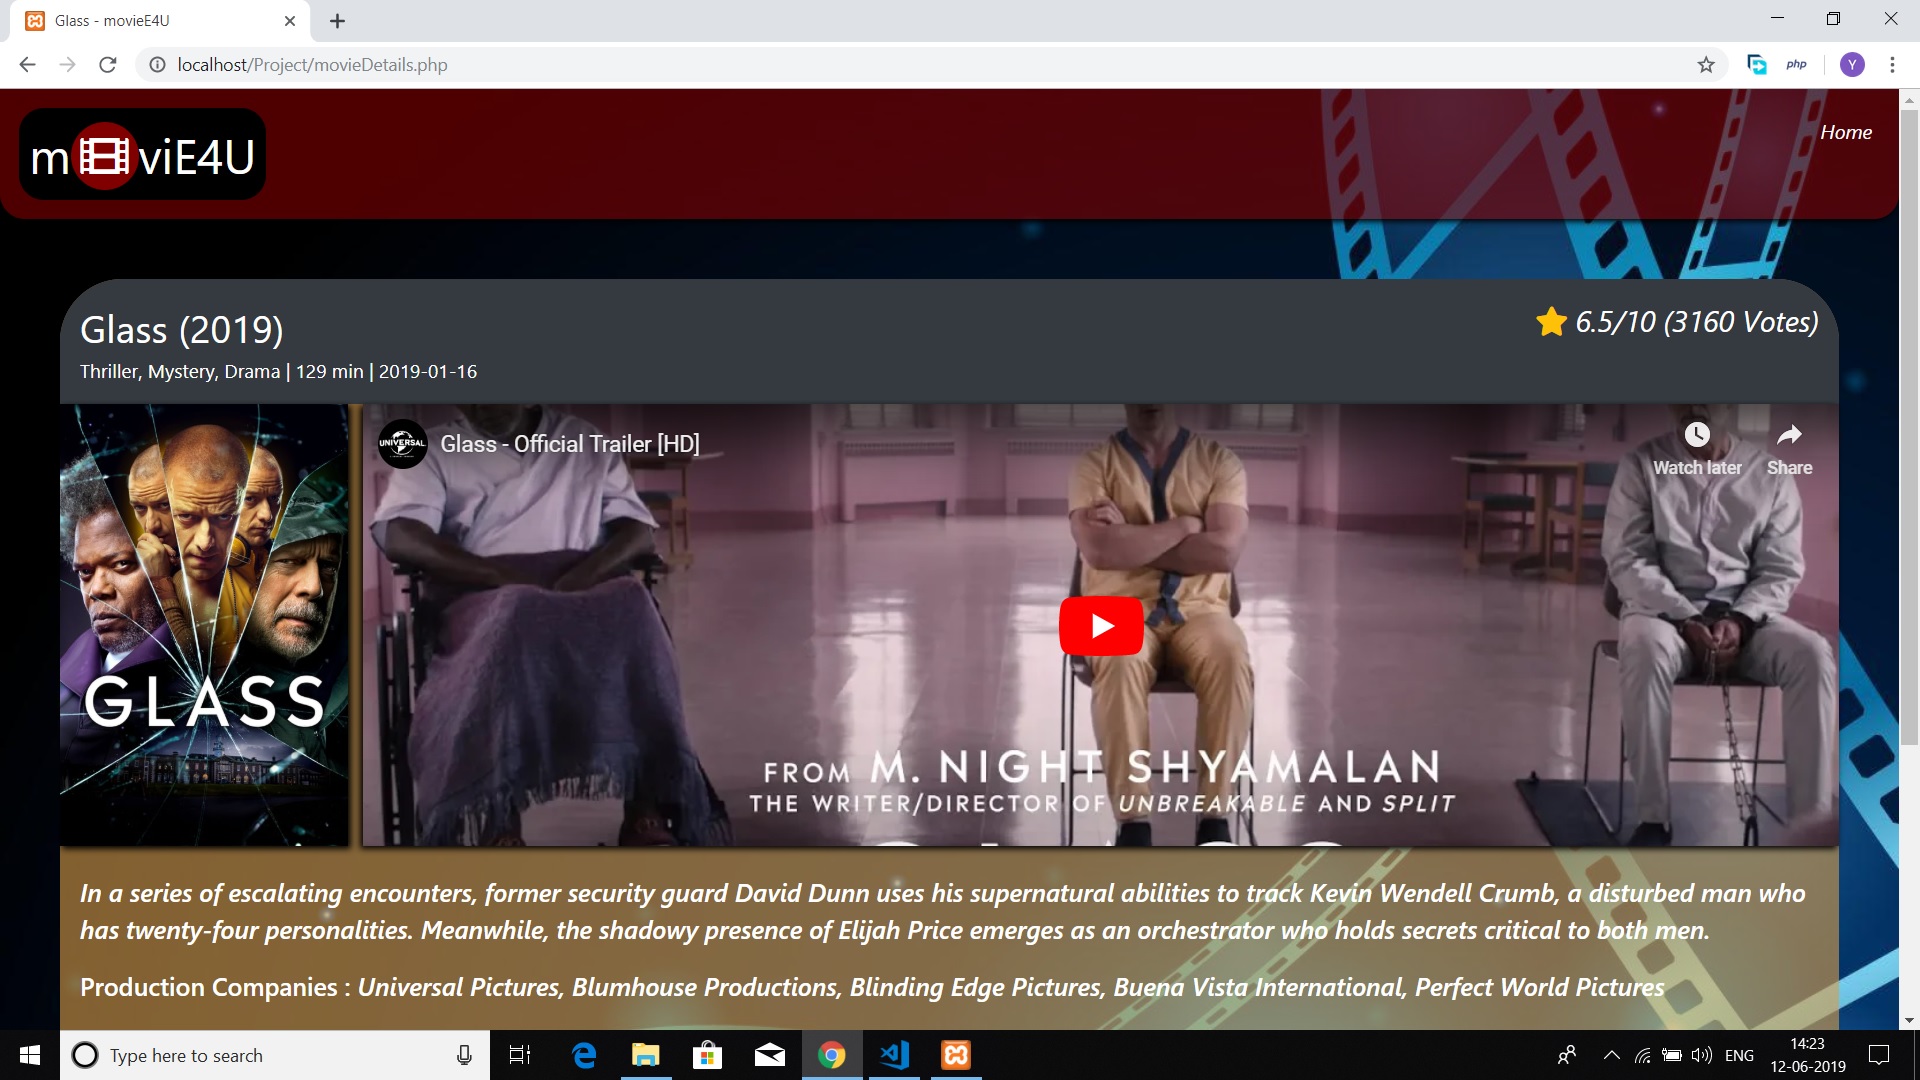 Glass - movieE4U
localhost/Project/movieDetails.php
php
Y
m viE4U
Home
Glass (2019)
6.5/10 (3160 Votes)
Thriller, Mystery, Drama | 129 min | 2019-01-16
UNIVERSAL
Glass - Official Trailer [HD]
Watch later
Share
GLASS
FROM M. NIGHT SHYAMALAN
THE WRITER/DIRECTOR OF UNBREAKABLE AND SPLIT
In a series of escalating encounters, former security guard David Dunn uses his supernatural abilities to track Kevin Wendell Crumb, a disturbed man who
has twenty-four personalities. Meanwhile, the shadowy presence of Elijah Price emerges as an orchestrator who holds secrets critical to both men.
Production Companies : Universal Pictures, Blumhouse Productions, Blinding Edge Pictures, Buena Vista International, Perfect World Pictures
Type here to search
ENG
14:23
12-06-2019